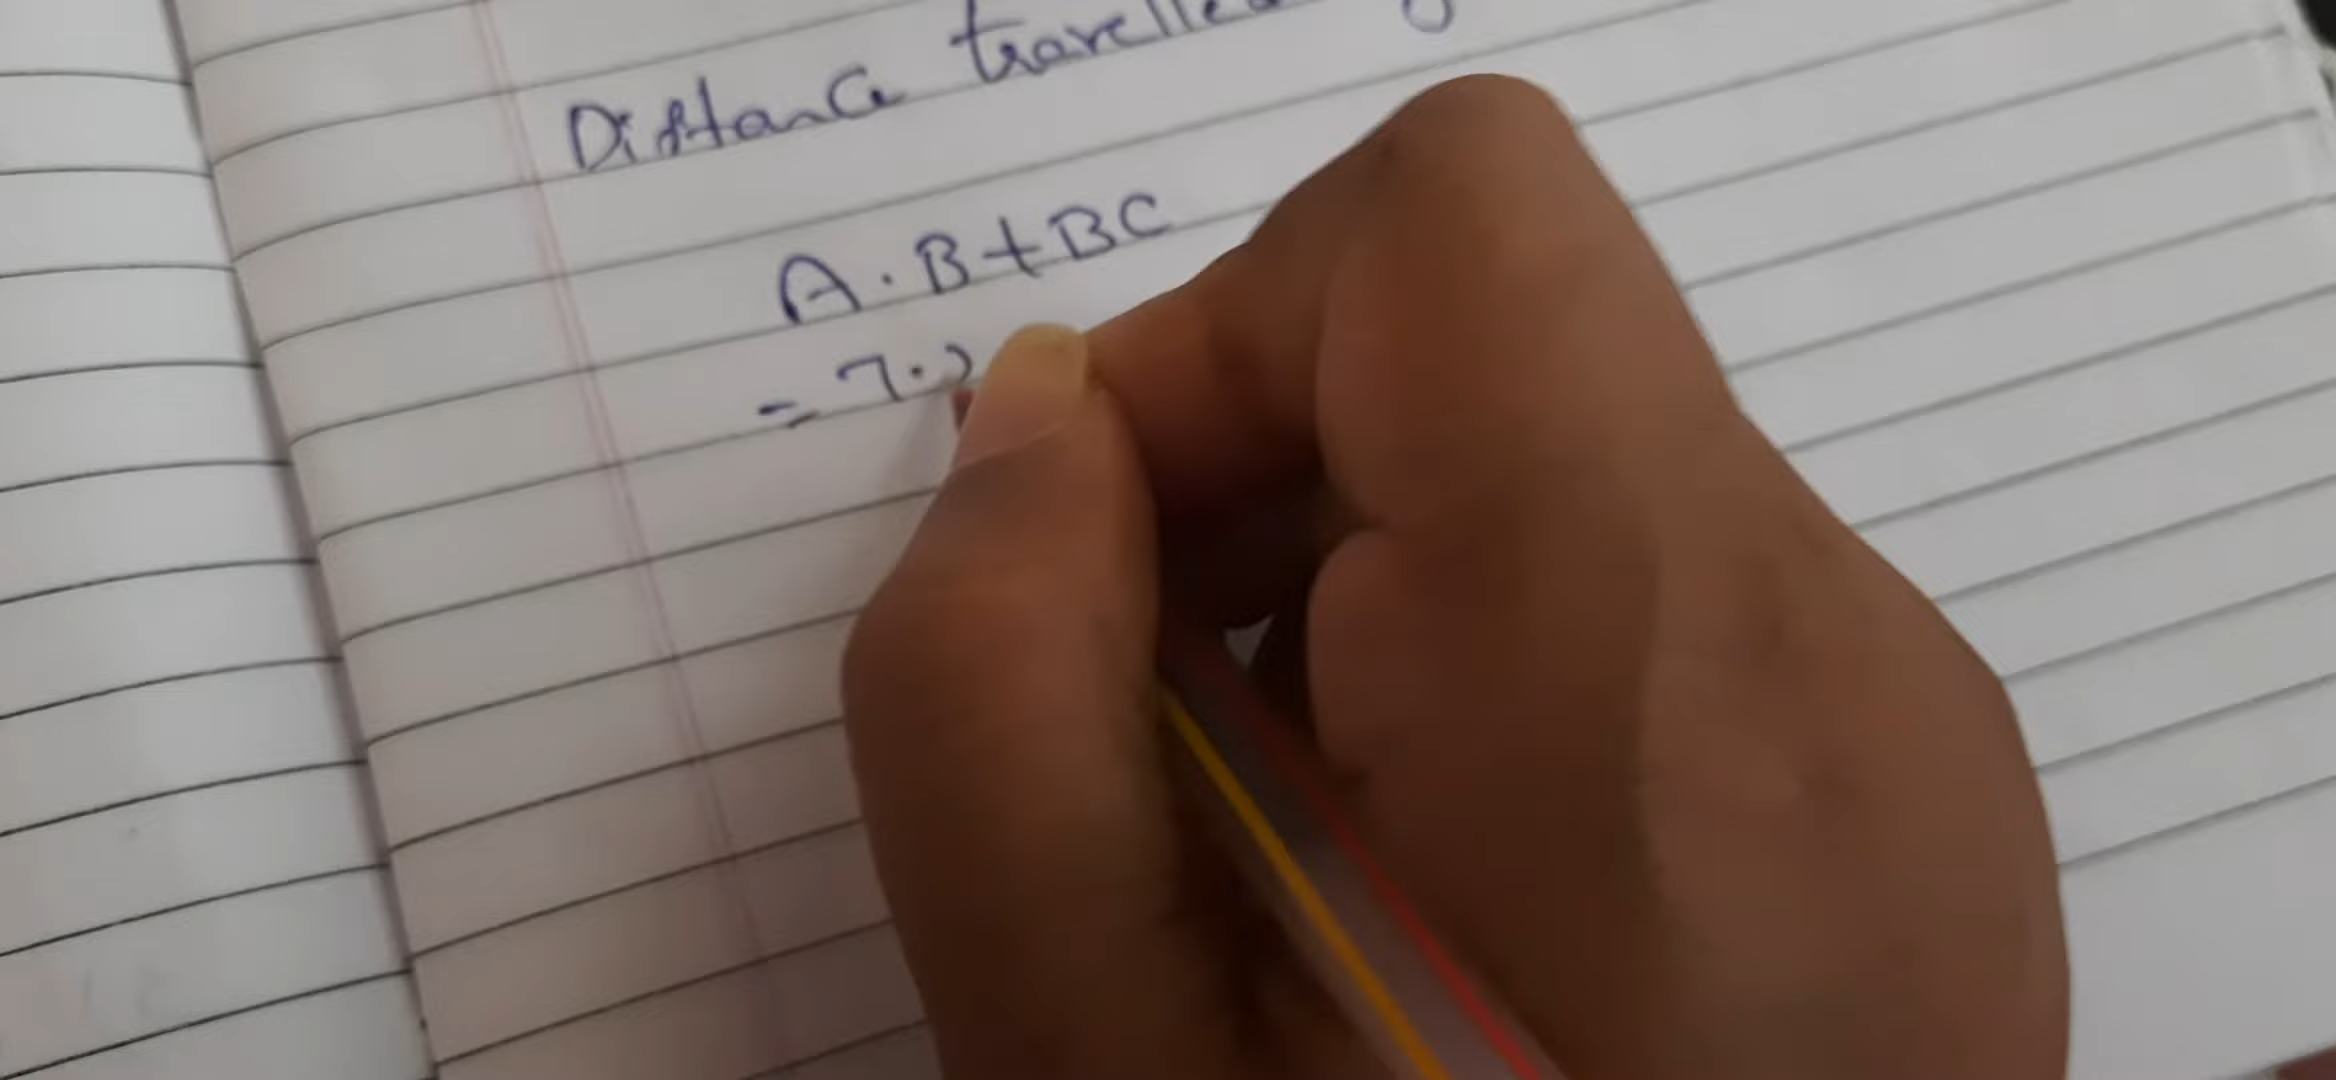 Distance travelled
A.B+BC
= 7.